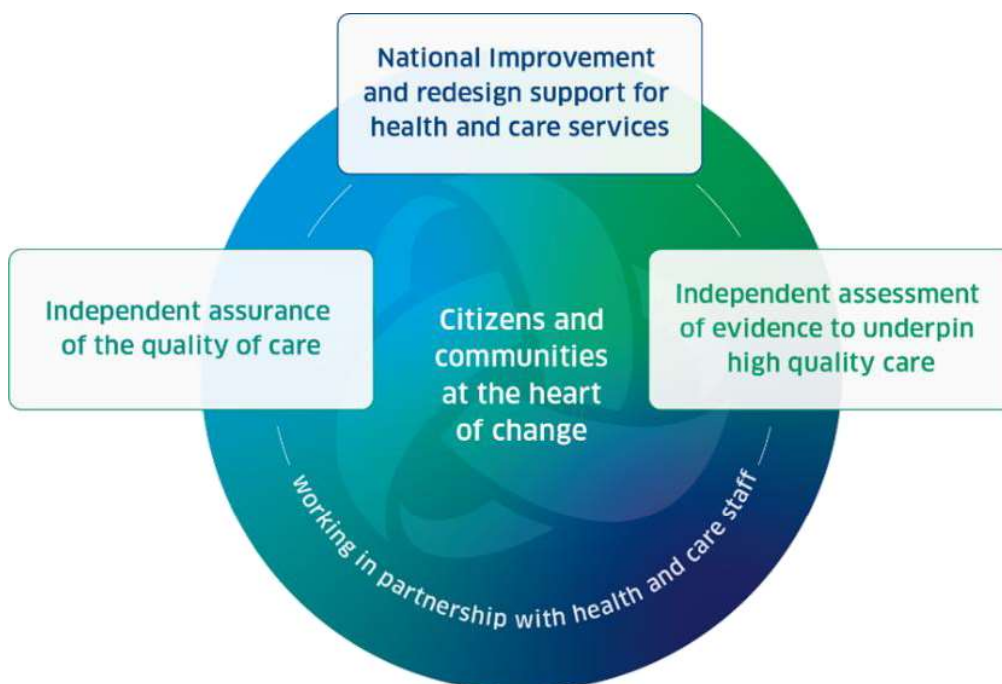 National Improvement
and redesign support for
health and care services
Independent assurance
of the quality of care
Independent assessment
of evidence to underpin
high quality care
Citizens and
communities
at the heart
of change
working in partnership with health and care staff